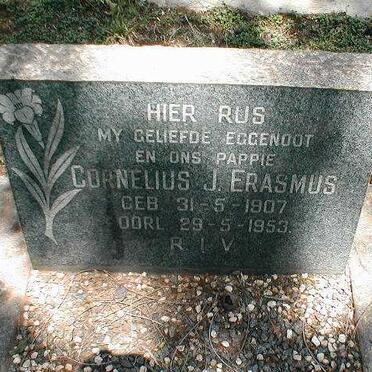 HIER RUS
MY GELIEFDE EGGENOOT
EN ONS PAPPIE
CORNELIUS J. ERASMUS
GEB 31-5-1907
OORL 29-5-1953.
R I V